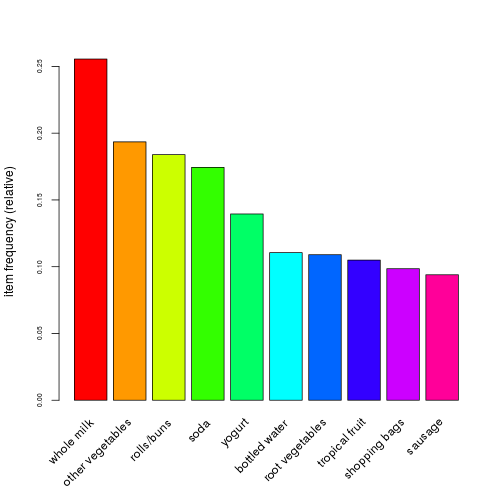 item frequency (relative)
0.25
0.20
0.15
0.10
0.05
0.00
whole milk
other vegetables
rolls/buns
soda
yogurt
bottled water
root vegetables
tropical fruit
shopping bags
sausage